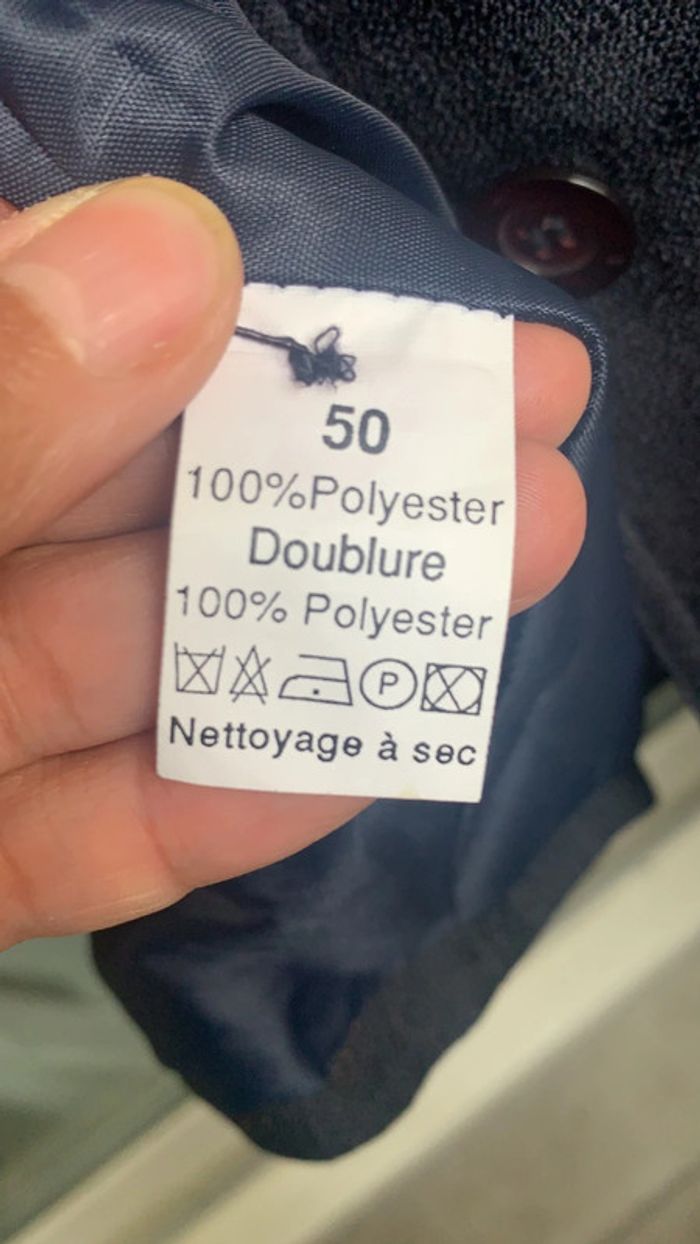 50
100%Polyester
Doublure
100% Polyester
P
Nettoyage à sec